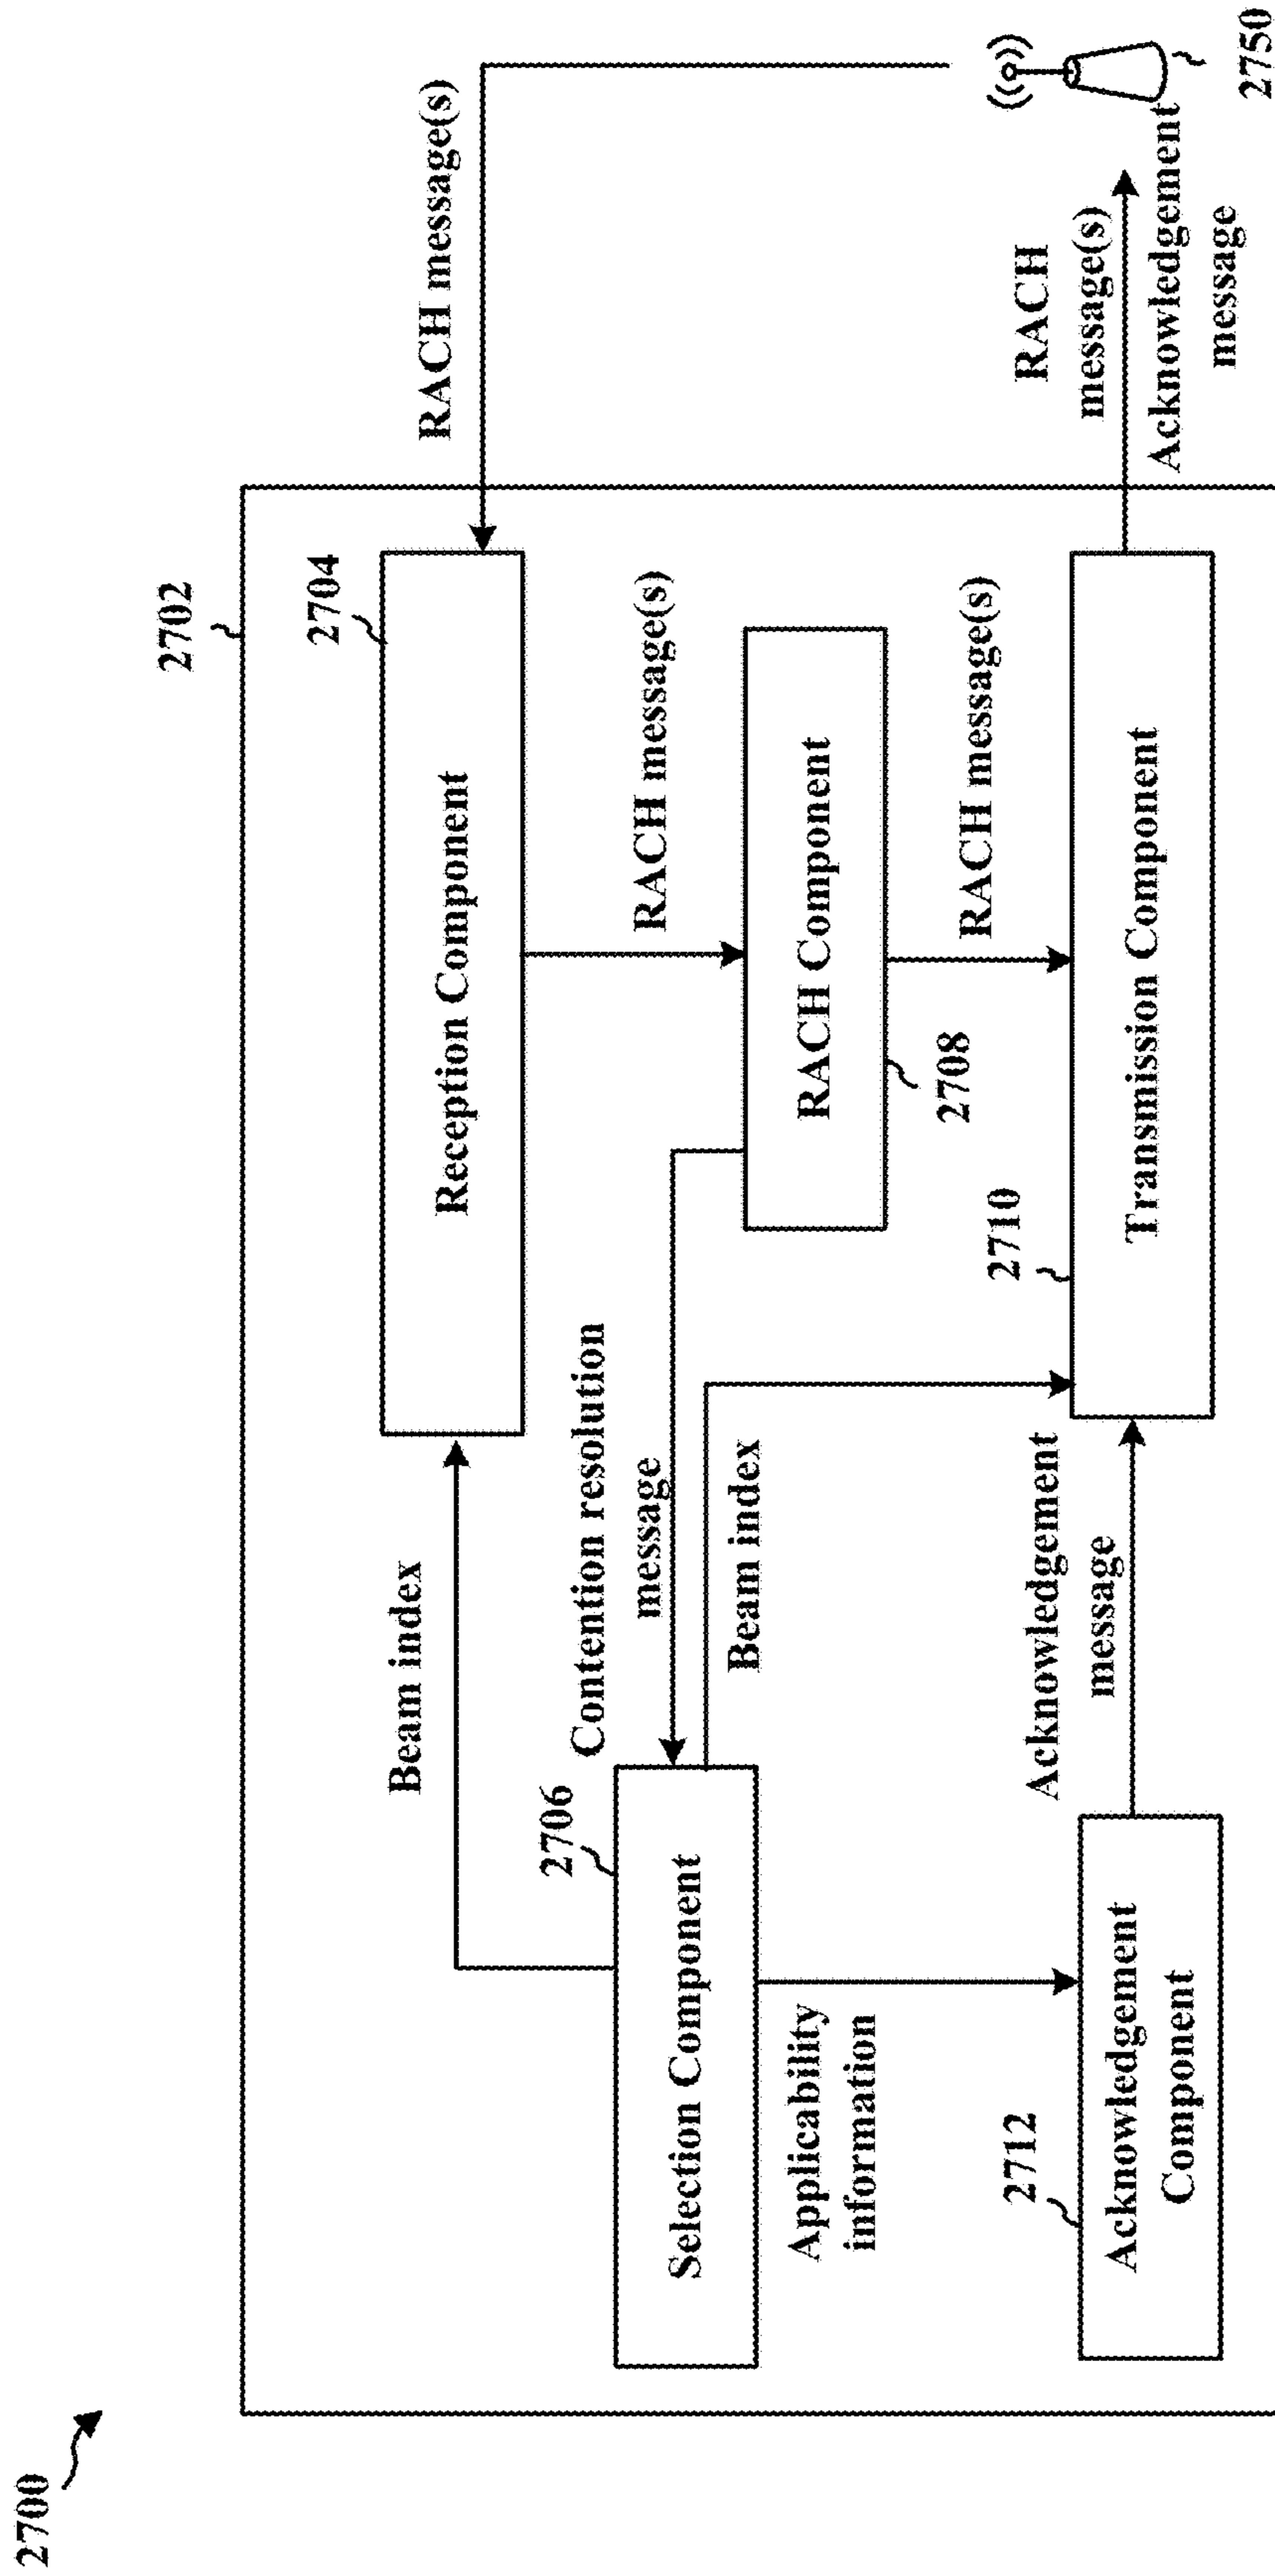 2700
2702
2704
Reception Component
RACH message(s)
Beam index
RACH message(s)
Contention resolution
message
2706
Selection Component
RACH Component
2708
Beam index
RACH message(s)
Applicability
information
2710
Transmission Component
2712
Acknowledgement
Component
Acknowledgement
message
RACH
message(s)
Acknowledgement
message
2750